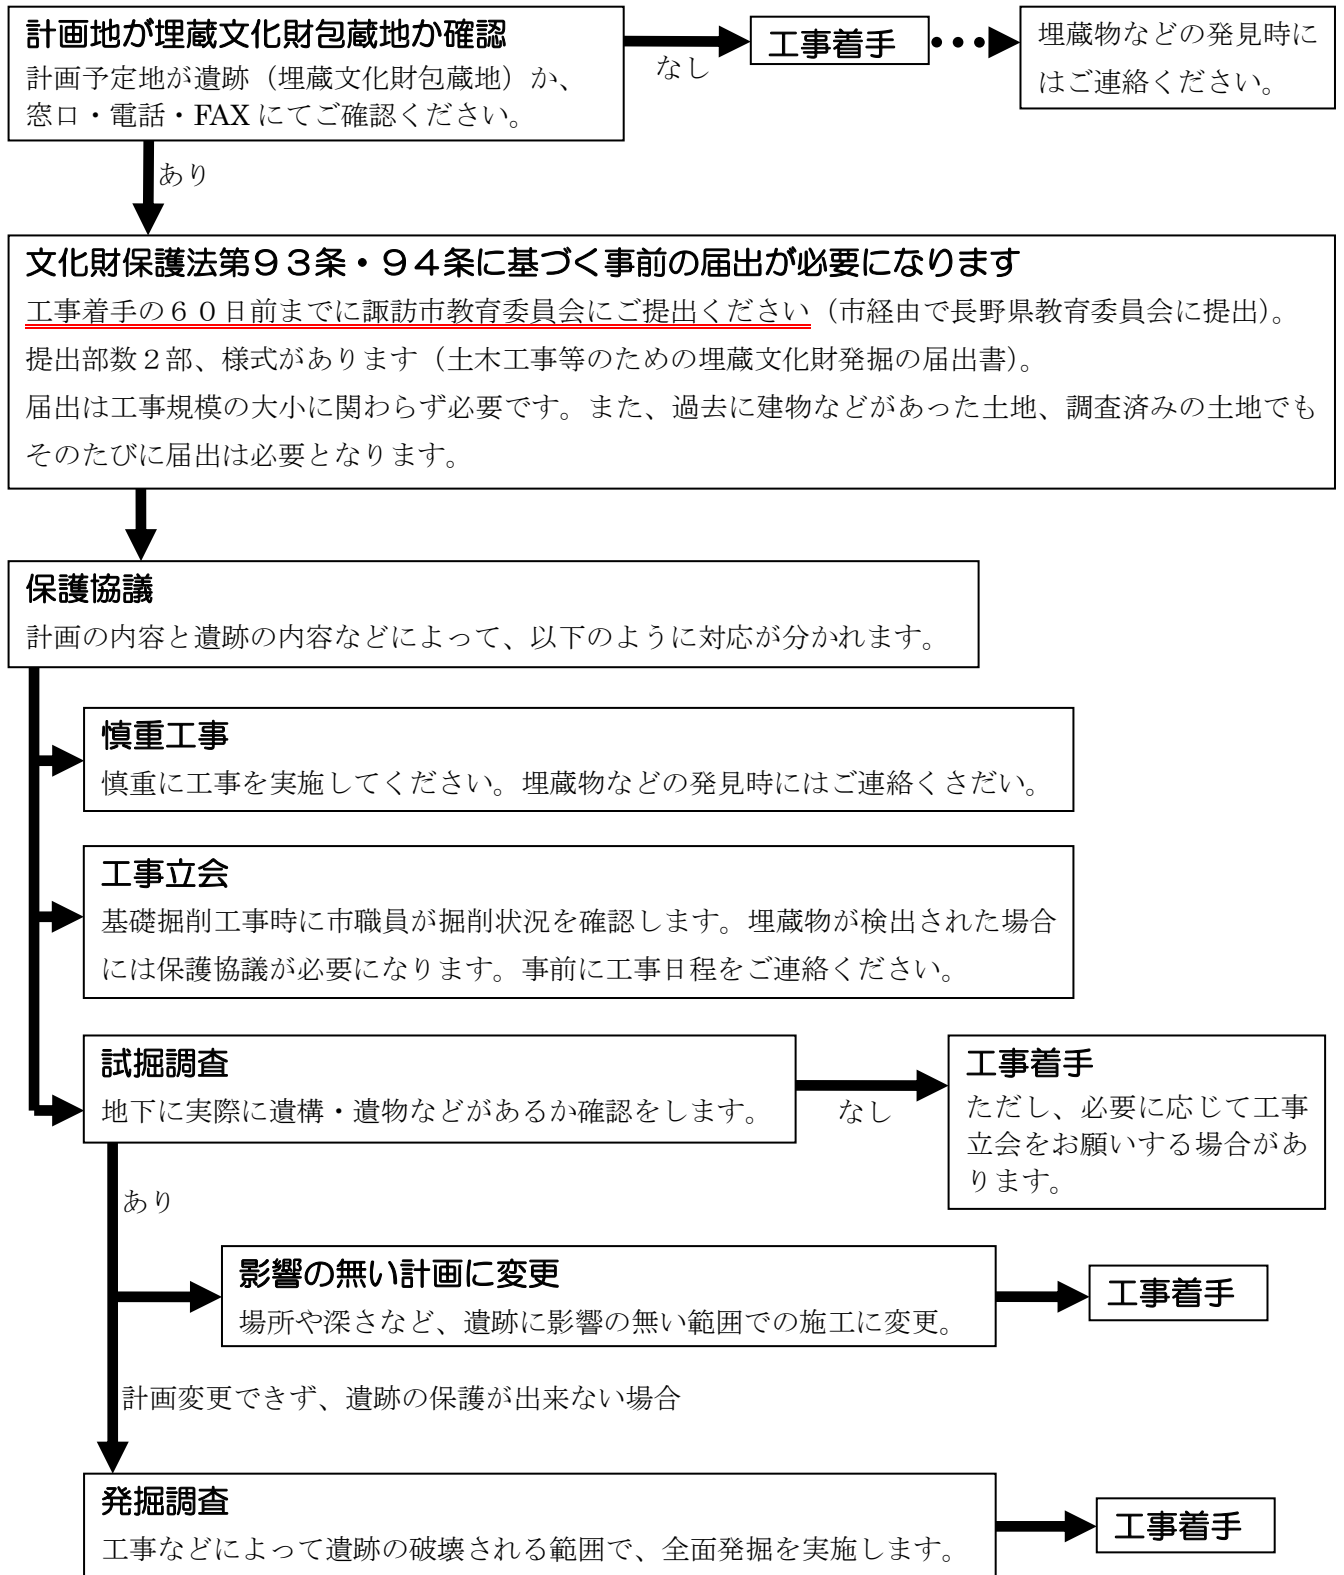 計画地が埋蔵文化財包蔵地か確認
計画予定地が遺跡（埋蔵文化財包蔵地）か、
窓口・電話・FAX にてご確認ください。
なし
工事着手
埋蔵物などの発見時に
はご連絡ください。
あり
文化財保護法第９３条・９４条に基づく事前の届出が必要になります
工事着手の６０日前までに諏訪市教育委員会にご提出ください（市経由で長野県教育委員会に提出）。
提出部数２部、様式があります（土木工事等のための埋蔵文化財発掘の届出書）。
届出は工事規模の大小に関わらず必要です。また、過去に建物などがあった土地、調査済みの土地でも
そのたびに届出は必要となります。
保護協議
計画の内容と遺跡の内容などによって、以下のように対応が分かれます。
慎重工事
慎重に工事を実施してください。埋蔵物などの発見時にはご連絡くさだい。
工事立会
基礎掘削工事時に市職員が掘削状況を確認します。埋蔵物が検出された場合
には保護協議が必要になります。事前に工事日程をご連絡ください。
試掘調査
地下に実際に遺構・遺物などがあるか確認をします。
なし
工事着手
ただし、必要に応じて工事
立会をお願いする場合があ
ります。
あり
影響の無い計画に変更
場所や深さなど、遺跡に影響の無い範囲での施工に変更。
工事着手
計画変更できず、遺跡の保護が出来ない場合
発掘調査
工事などによって遺跡の破壊される範囲で、全面発掘を実施します。
工事着手